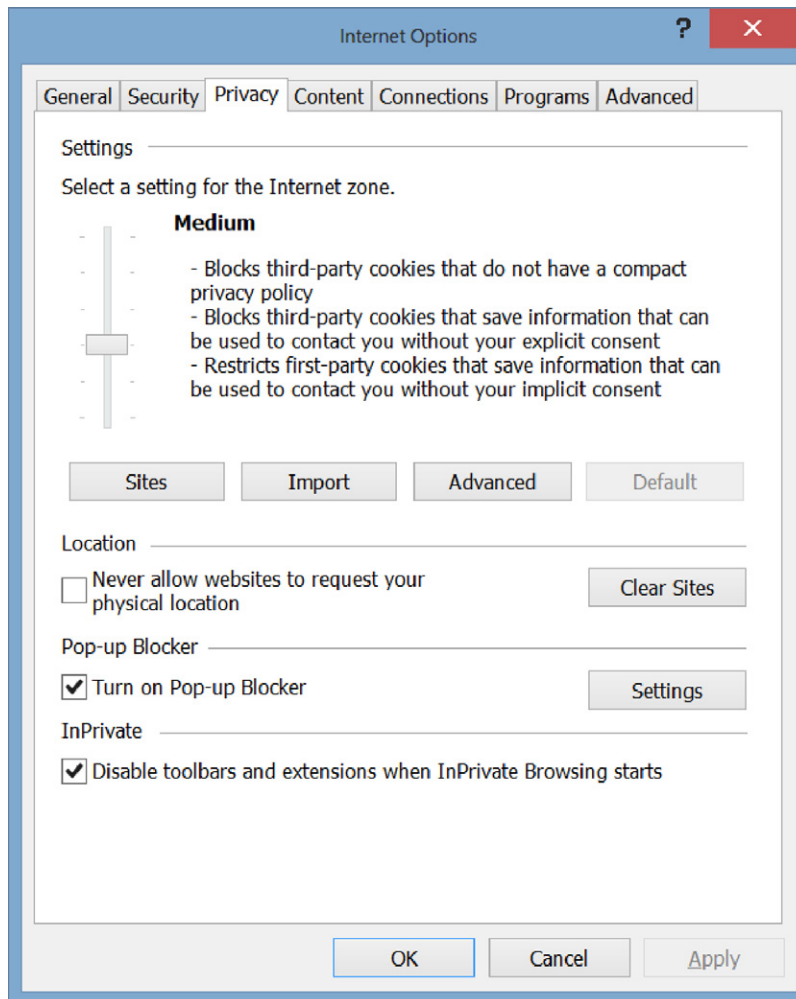 Internet Options
?
General Security Privacy Content Connections Programs Advanced
Settings
Select a setting for the Internet zone.
Medium
- Blocks third-party cookies that do not have a compact
privacy policy
- Blocks third-party cookies that save information that can
be used to contact you without your explicit consent
- Restricts first-party cookies that save information that can
be used to contact you without your implicit consent
Sites Import Advanced Default
Location
Never allow websites to request your
physical location
Clear Sites
Pop-up Blocker
Turn on Pop-up Blocker
Settings
InPrivate
Disable toolbars and extensions when InPrivate Browsing starts
OK Cancel Apply